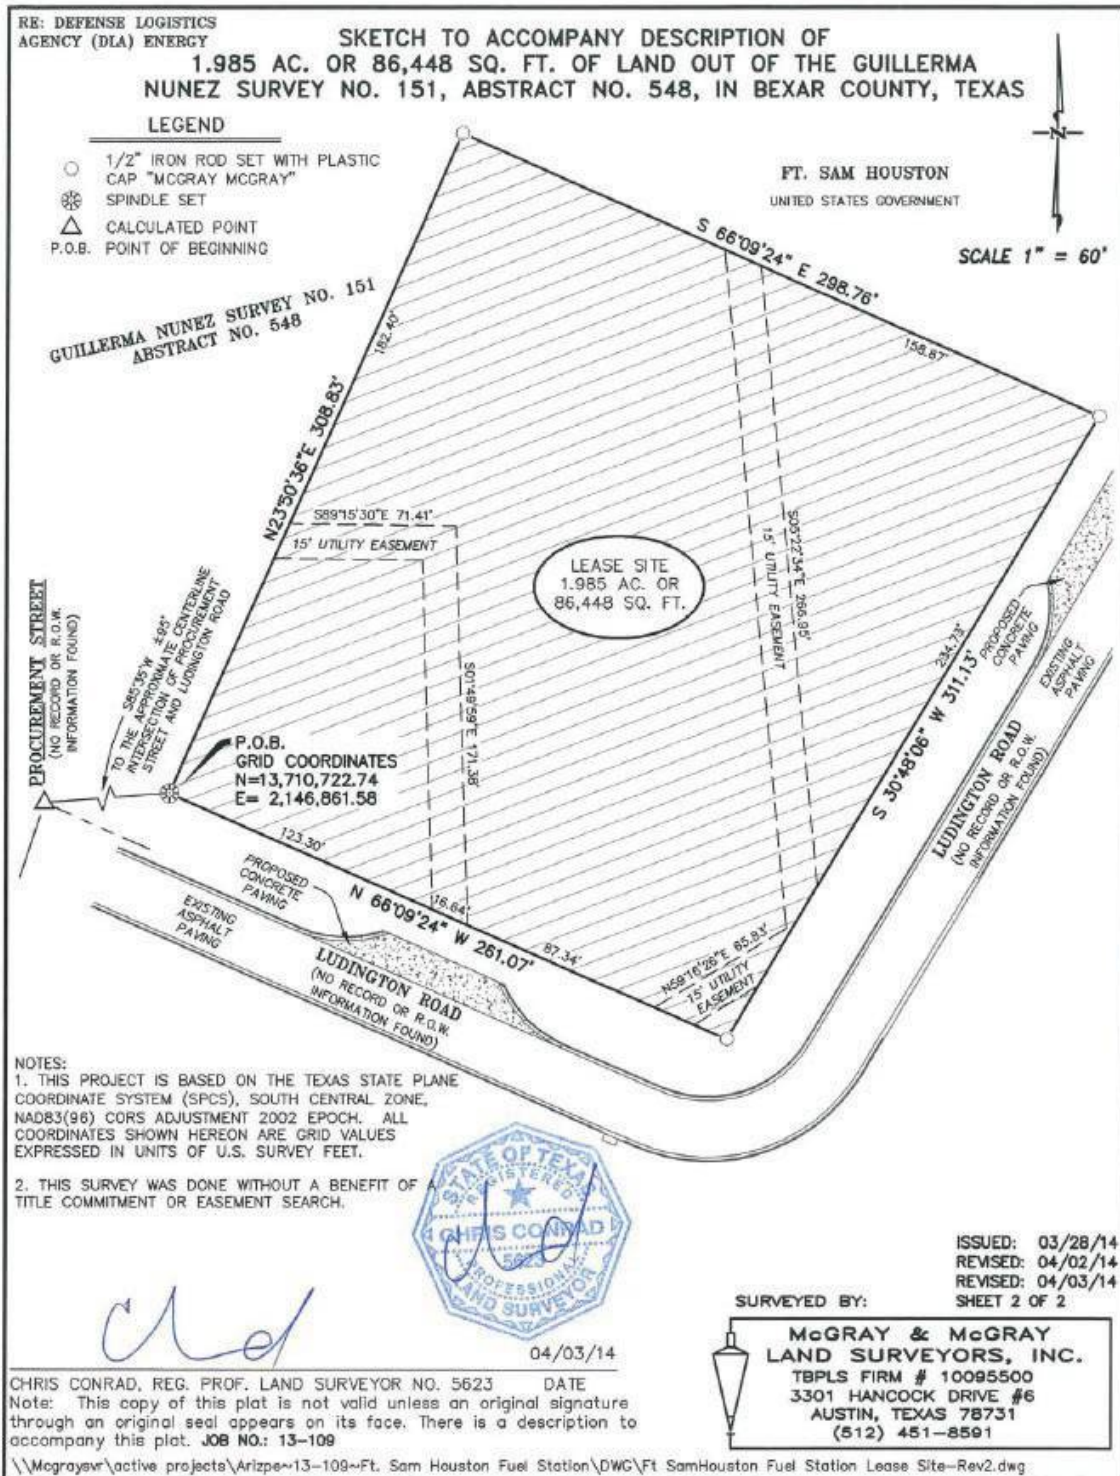 RE: DEFENSE LOGISTICS
AGENCY (DLA) ENERGY
SKETCH TO ACCOMPANY DESCRIPTION OF
1.985 AC. OR 86,448 SQ. FT. OF LAND OUT OF THE GUILLERMA
NUNEZ SURVEY NO. 151, ABSTRACT NO. 548, IN BEXAR COUNTY, TEXAS
LEGEND
1/2" IRON ROD SET WITH PLASTIC
CAP "MCGRAY MCGRAY"
SPINDLE SET
CALCULATED POINT
P.O.B. POINT OF BEGINNING
N
FT. SAM HOUSTON
UNITED STATES GOVERNMENT
SCALE 1" = 60'
GUILLERMA NUNEZ SURVEY NO. 151
ABSTRACT NO. 548
S 66°09'24" E 298.76'
158.87'
182.40'
N23°50'36"E 308.83'
S89°15'30"E 71.41'
15' UTILITY EASEMENT
S01°49'59"E 171.38'
LEASE SITE
1.985 AC. OR
86,448 SQ. FT.
S05°22'34"E 266.95'
15' UTILITY EASEMENT
234.73'
S 30°48'06" W 311.13'
PROPOSED
CONCRETE
PAVING
EXISTING
ASPHALT
PAVING
LUDINGTON ROAD
(NO RECORD OR R.O.W.
INFORMATION FOUND)
PROCUREMENT STREET
(NO RECORD OR R.O.W.
INFORMATION FOUND)
S85°35'W ±95'
TO THE APPROXIMATE CENTERLINE
INTERSECTION OF PROCUREMENT
STREET AND LUDINGTON ROAD
P.O.B.
GRID COORDINATES
N=13,710,722.74
E= 2,146,861.58
123.30'
N 66°09'24" W 261.07'
16.64'
87.34'
N59°16'26"E 65.83'
15' UTILITY
EASEMENT
PROPOSED
CONCRETE
PAVING
EXISTING
ASPHALT
PAVING
LUDINGTON ROAD
(NO RECORD OR R.O.W.
INFORMATION FOUND)
NOTES:
1. THIS PROJECT IS BASED ON THE TEXAS STATE PLANE
COORDINATE SYSTEM (SPCS), SOUTH CENTRAL ZONE,
NAD83(96) CORS ADJUSTMENT 2002 EPOCH. ALL
COORDINATES SHOWN HEREON ARE GRID VALUES
EXPRESSED IN UNITS OF U.S. SURVEY FEET.
2. THIS SURVEY WAS DONE WITHOUT A BENEFIT OF A
TITLE COMMITMENT OR EASEMENT SEARCH.
STATE OF TEXAS
REGISTERED
CHRIS CONRAD
5623
PROFESSIONAL
LAND SURVEYOR
04/03/14
CHRIS CONRAD, REG. PROF. LAND SURVEYOR NO. 5623 DATE
Note: This copy of this plat is not valid unless an original signature
through an original seal appears on its face. There is a description to
accompany this plat. JOB NO.: 13-109
ISSUED: 03/28/14
REVISED: 04/02/14
REVISED: 04/03/14
SHEET 2 OF 2
SURVEYED BY:
McGRAY & McGRAY
LAND SURVEYORS, INC.
TBPLS FIRM # 10095500
3301 HANCOCK DRIVE #6
AUSTIN, TEXAS 78731
(512) 451-8591
\\Mcgraysvr\active projects\Arizpe~13-109~Ft. Sam Houston Fuel Station\DWG\Ft SamHouston Fuel Station Lease Site-Rev2.dwg